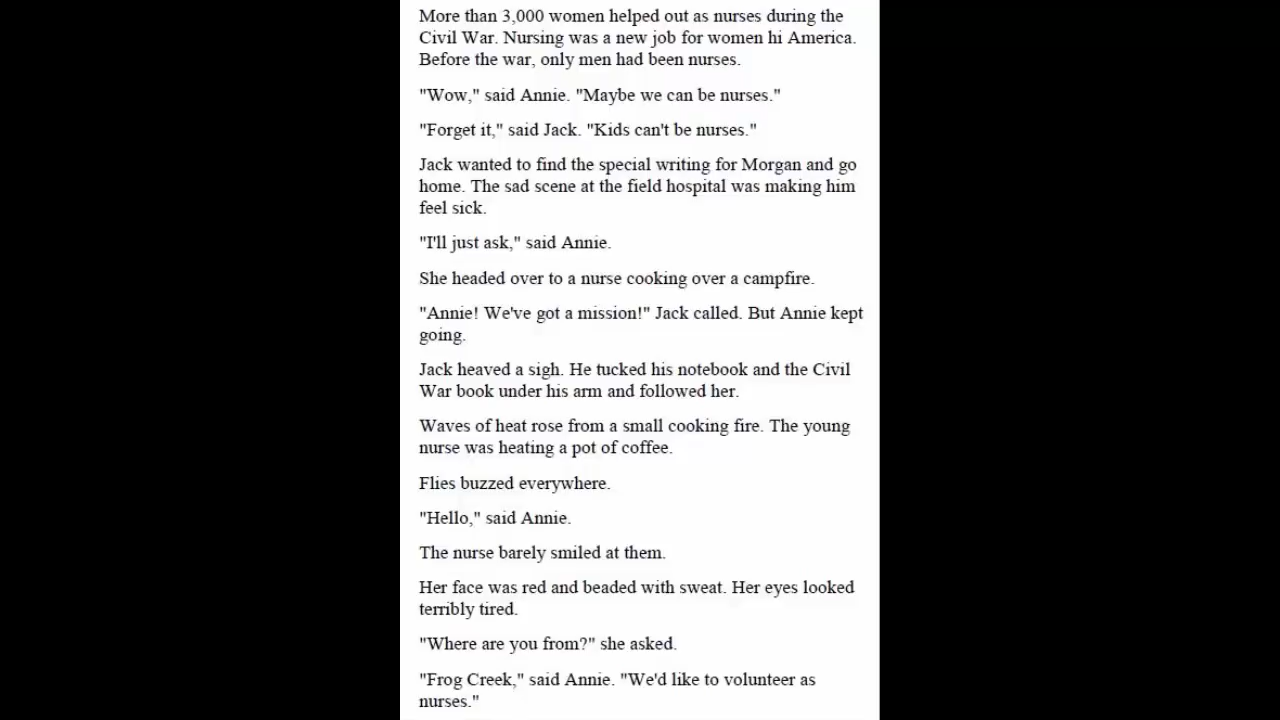 More than 3,000 women helped out as nurses during the
Civil War. Nursing was a new job for women hi America.
Before the war, only men had been nurses.
"Wow," said Annie. "Maybe we can be nurses."
"Forget it," said Jack. "Kids can't be nurses."
Jack wanted to find the special writing for Morgan and go
home. The sad scene at the field hospital was making him
feel sick.
"I'll just ask," said Annie.
She headed over to a nurse cooking over a campfire.
"Annie! We've got a mission!" Jack called. But Annie kept
going.
Jack heaved a sigh. He tucked his notebook and the Civil
War book under his arm and followed her.
Waves of heat rose from a small cooking fire. The young
nurse was heating a pot of coffee.
Flies buzzed everywhere.
"Hello," said Annie.
The nurse barely smiled at them.
Her face was red and beaded with sweat. Her eyes looked
terribly tired.
"Where are you from?" she asked.
"Frog Creek," said Annie. "We'd like to volunteer as
nurses."